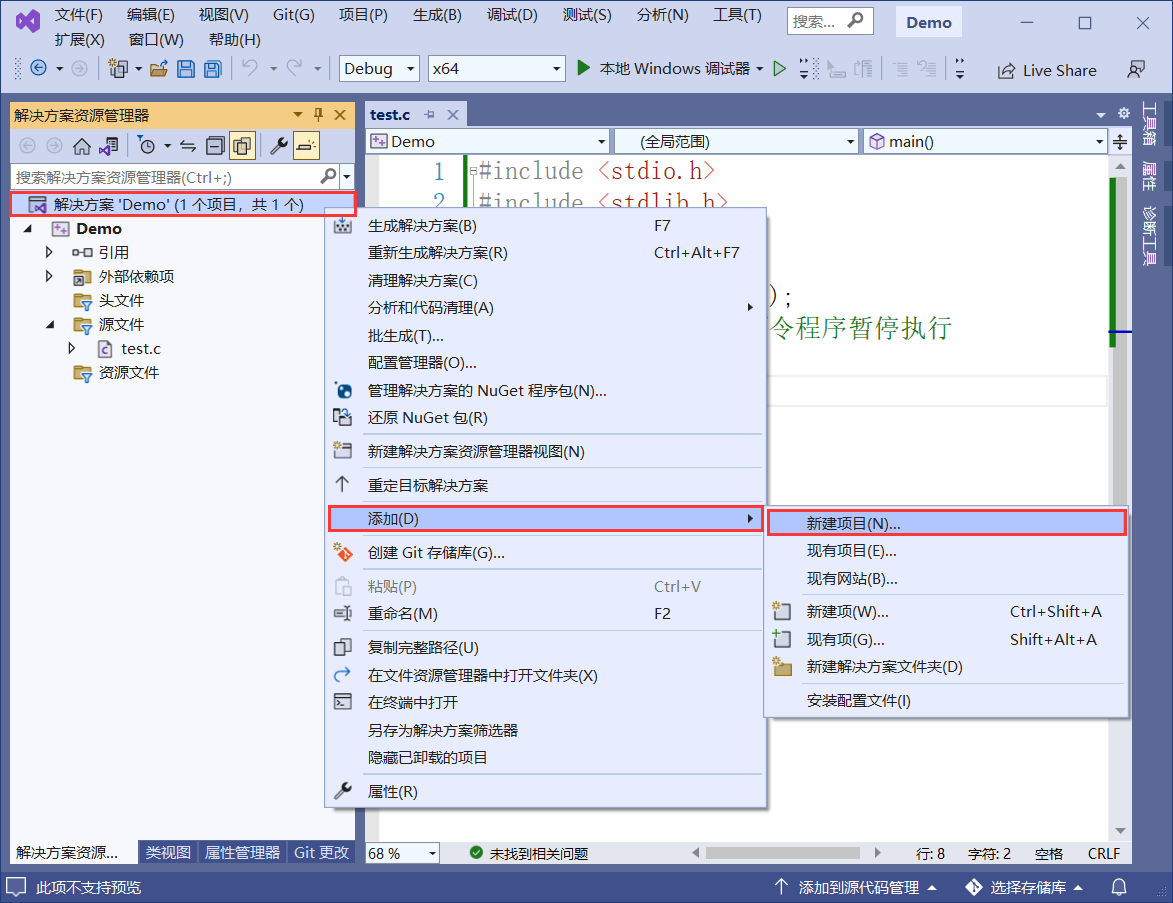 文件(F) 编辑(E) 视图(V) Git(G) 项目(P) 生成(B) 调试(D) 测试(S) 分析(N) 工具(T) 搜索... Demo
扩展(X) 窗口(W) 帮助(H)
Debug x64 本地 Windows 调试器 Live Share
解决方案资源管理器
搜索解决方案资源管理器(Ctrl+;)
解决方案 'Demo' (1 个项目，共 1 个)
Demo
引用
外部依赖项
头文件
源文件
test.c
资源文件
test.c
Demo (全局范围) main()
1 #include <stdio.h>
2 #include <stdlib.h>
);
令程序暂停执行
生成解决方案(B) F7
重新生成解决方案(R) Ctrl+Alt+F7
清理解决方案(C)
分析和代码清理(A)
批生成(T)...
配置管理器(O)...
管理解决方案的 NuGet 程序包(N)...
还原 NuGet 包(R)
新建解决方案资源管理器视图(N)
重定目标解决方案
添加(D)
创建 Git 存储库(G)...
粘贴(P) Ctrl+V
重命名(M) F2
复制完整路径(U)
在文件资源管理器中打开文件夹(X)
在终端中打开
另存为解决方案筛选器
隐藏已卸载的项目
属性(R)
新建项目(N)...
现有项目(E)...
现有网站(B)...
新建项(W)... Ctrl+Shift+A
现有项(G)... Shift+Alt+A
新建解决方案文件夹(D)
安装配置文件(I)
工具箱
属性
诊断工具
解决方案资源... 类视图 属性管理器 Git 更改
68 % 未找到相关问题 行: 8 字符: 2 空格 CRLF
此项不支持预览 添加到源代码管理 选择存储库